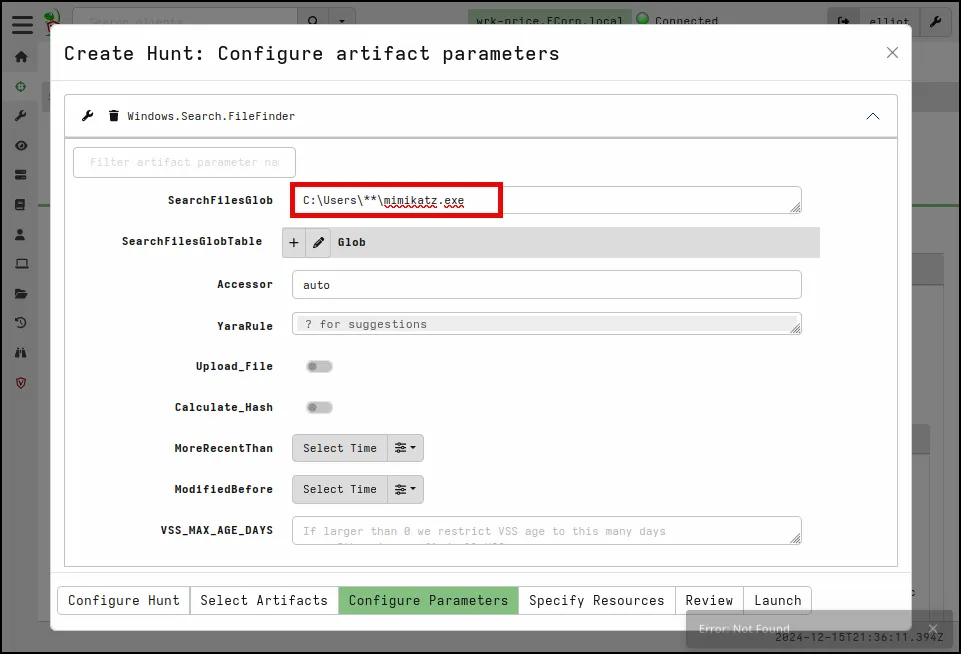 Search clients
wrk-price.ECorp.local
Connected
elliot
Create Hunt: Configure artifact parameters
Windows.Search.FileFinder
Filter artifact parameter na
SearchFilesGlob
C:\Users\**\mimikatz.exe
SearchFilesGlobTable
Glob
Accessor
auto
YaraRule
? for suggestions
Upload_File
Calculate_Hash
MoreRecentThan
Select Time
ModifiedBefore
Select Time
VSS_MAX_AGE_DAYS
If larger than 0 we restrict VSS age to this many days
Configure Hunt
Select Artifacts
Configure Parameters
Specify Resources
Review
Launch
Error: Not Found
2024-12-15T21:36:11.394Z